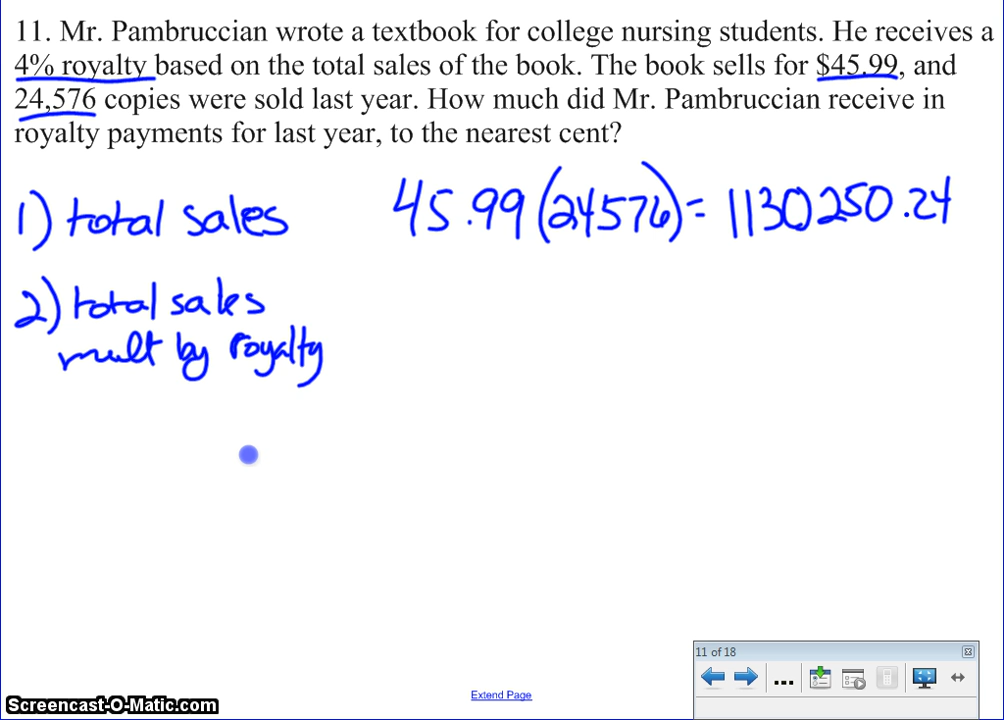 11. Mr. Pambruccian wrote a textbook for college nursing students. He receives a
4% royalty based on the total sales of the book. The book sells for $45.99, and
24,576 copies were sold last year. How much did Mr. Pambruccian receive in
royalty payments for last year, to the nearest cent?
1) total sales 45.99(24576)= 1130250.24
2) total sales
mult by royalty
11 of 18
...
Extend Page
Screencast-O-Matic.com